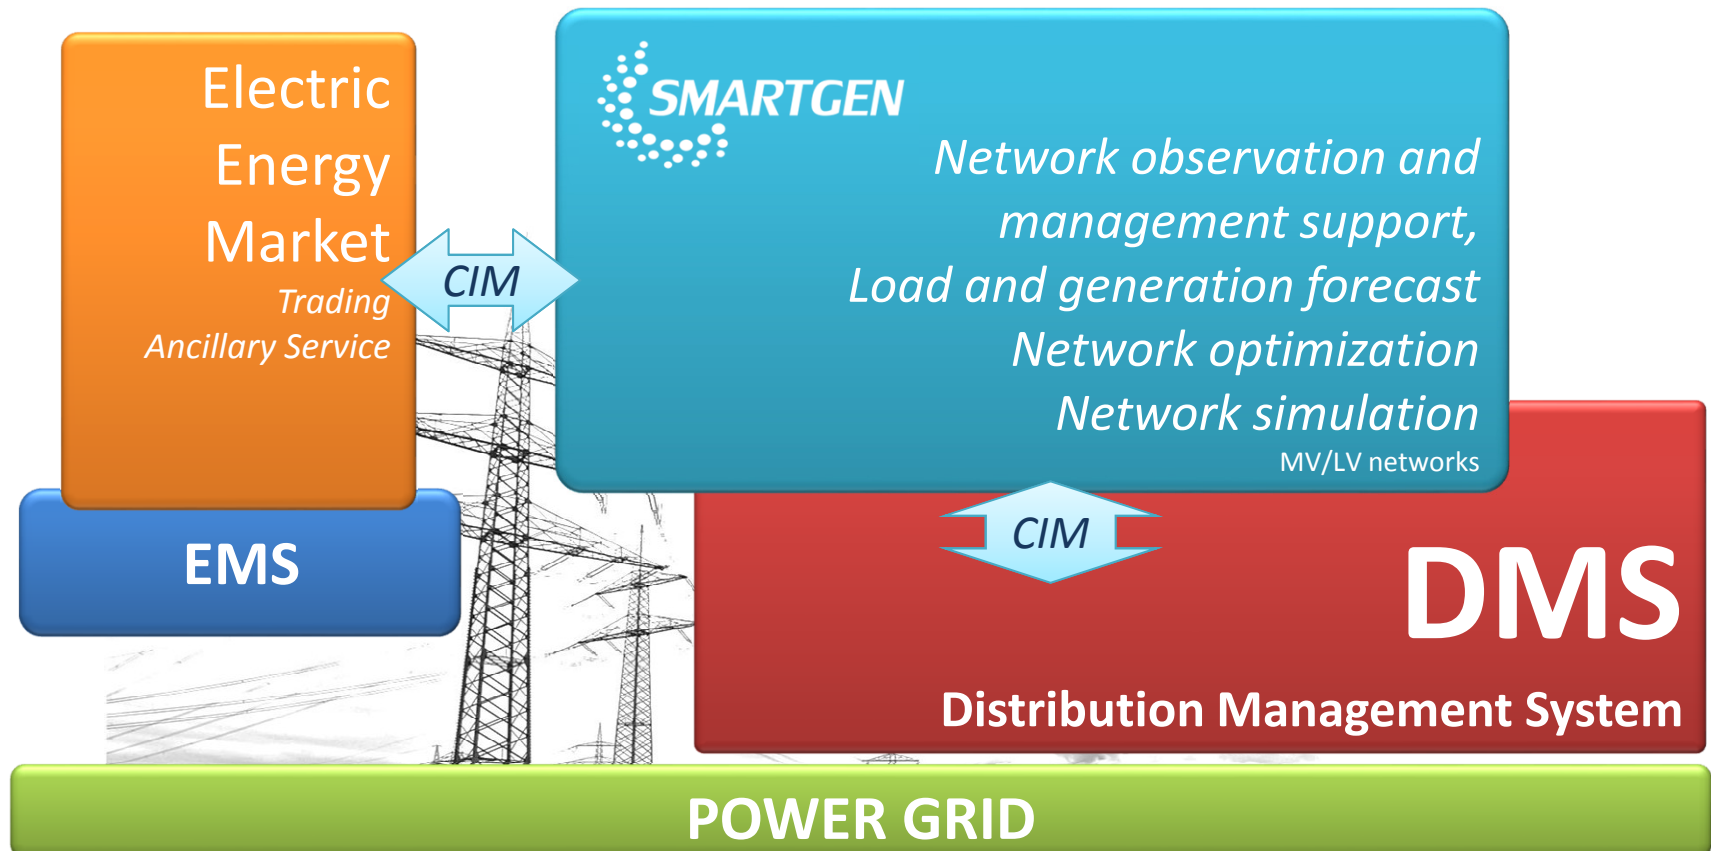 Electric
Energy
Market
Trading
Ancillary Service
CIM
SMARTGEN
Network observation and
management support,
Load and generation forecast
Network optimization
Network simulation
MV/LV networks
EMS
CIM
DMS
Distribution Management System
POWER GRID